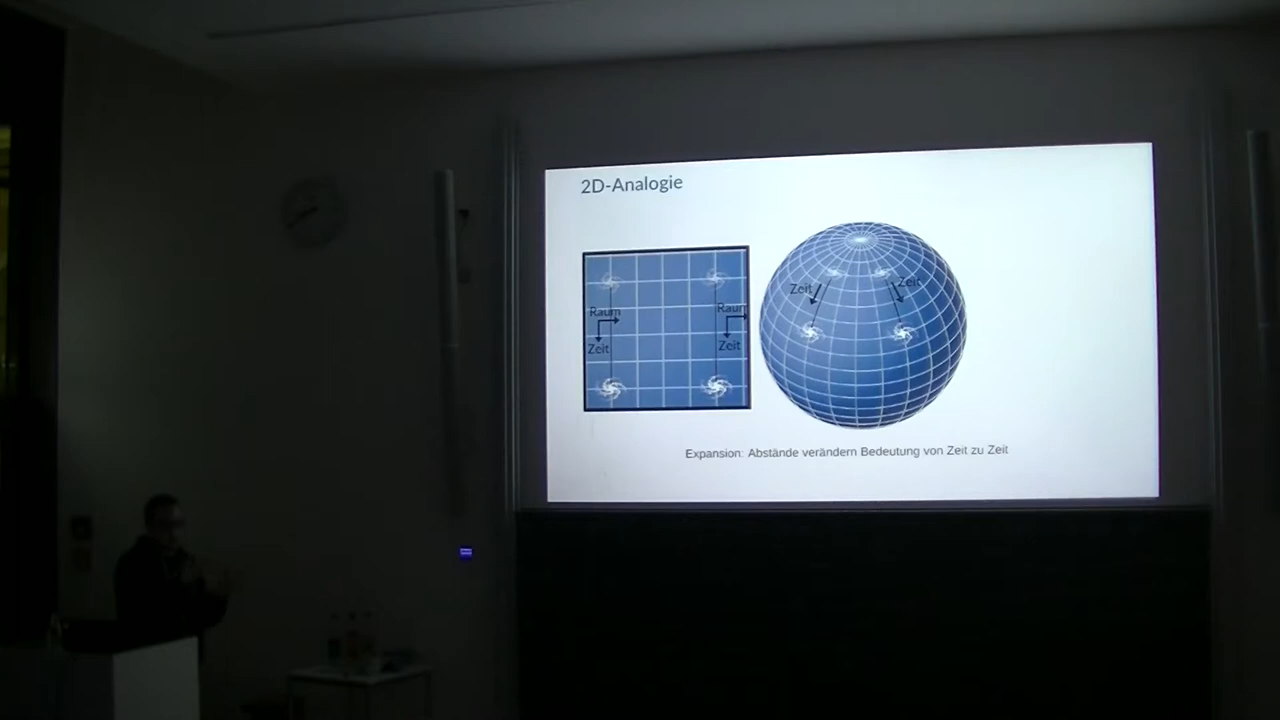 2D-Analogie
Raum
Zeit
Raum
Zeit
Zeit
Zeit
Expansion: Abstände verändern Bedeutung von Zeit zu Zeit